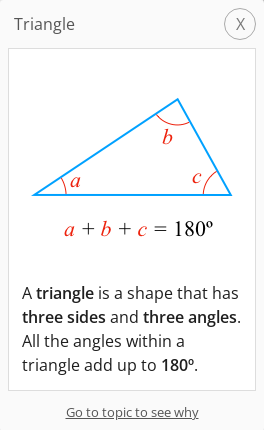 Triangle
X
b
a
c
a + b + c = 180º
A triangle is a shape that has
three sides and three angles.
All the angles within a
triangle add up to 180º.
Go to topic to see why